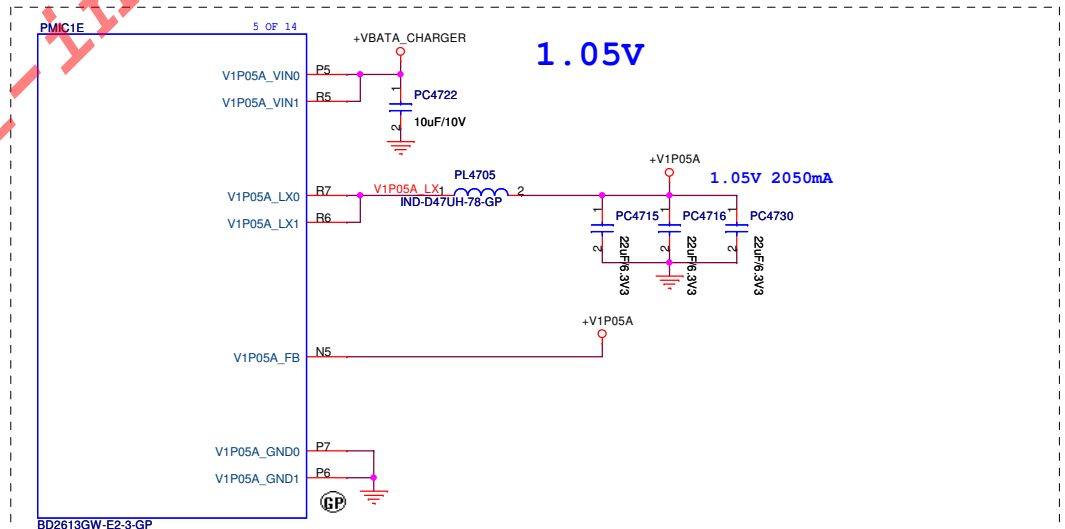 PMIC1E
5 OF 14
+VBATA_CHARGER
1.05V
V1P05A_VIN0 P5
V1P05A_VIN1 R5
1
PC4722
2
10uF/10V
V1P05A_LX0 R7
V1P05A_LX 1
PL4705
2
IND-D47UH-78-GP
V1P05A_LX1 R6
+V1P05A
1.05V 2050mA
1 PC4715
1 PC4716
1 PC4730
2 22uF/6.3V3
2 22uF/6.3V3
2 22uF/6.3V3
+V1P05A
V1P05A_FB N5
V1P05A_GND0 P7
V1P05A_GND1 P6
GP
BD2613GW-E2-3-GP